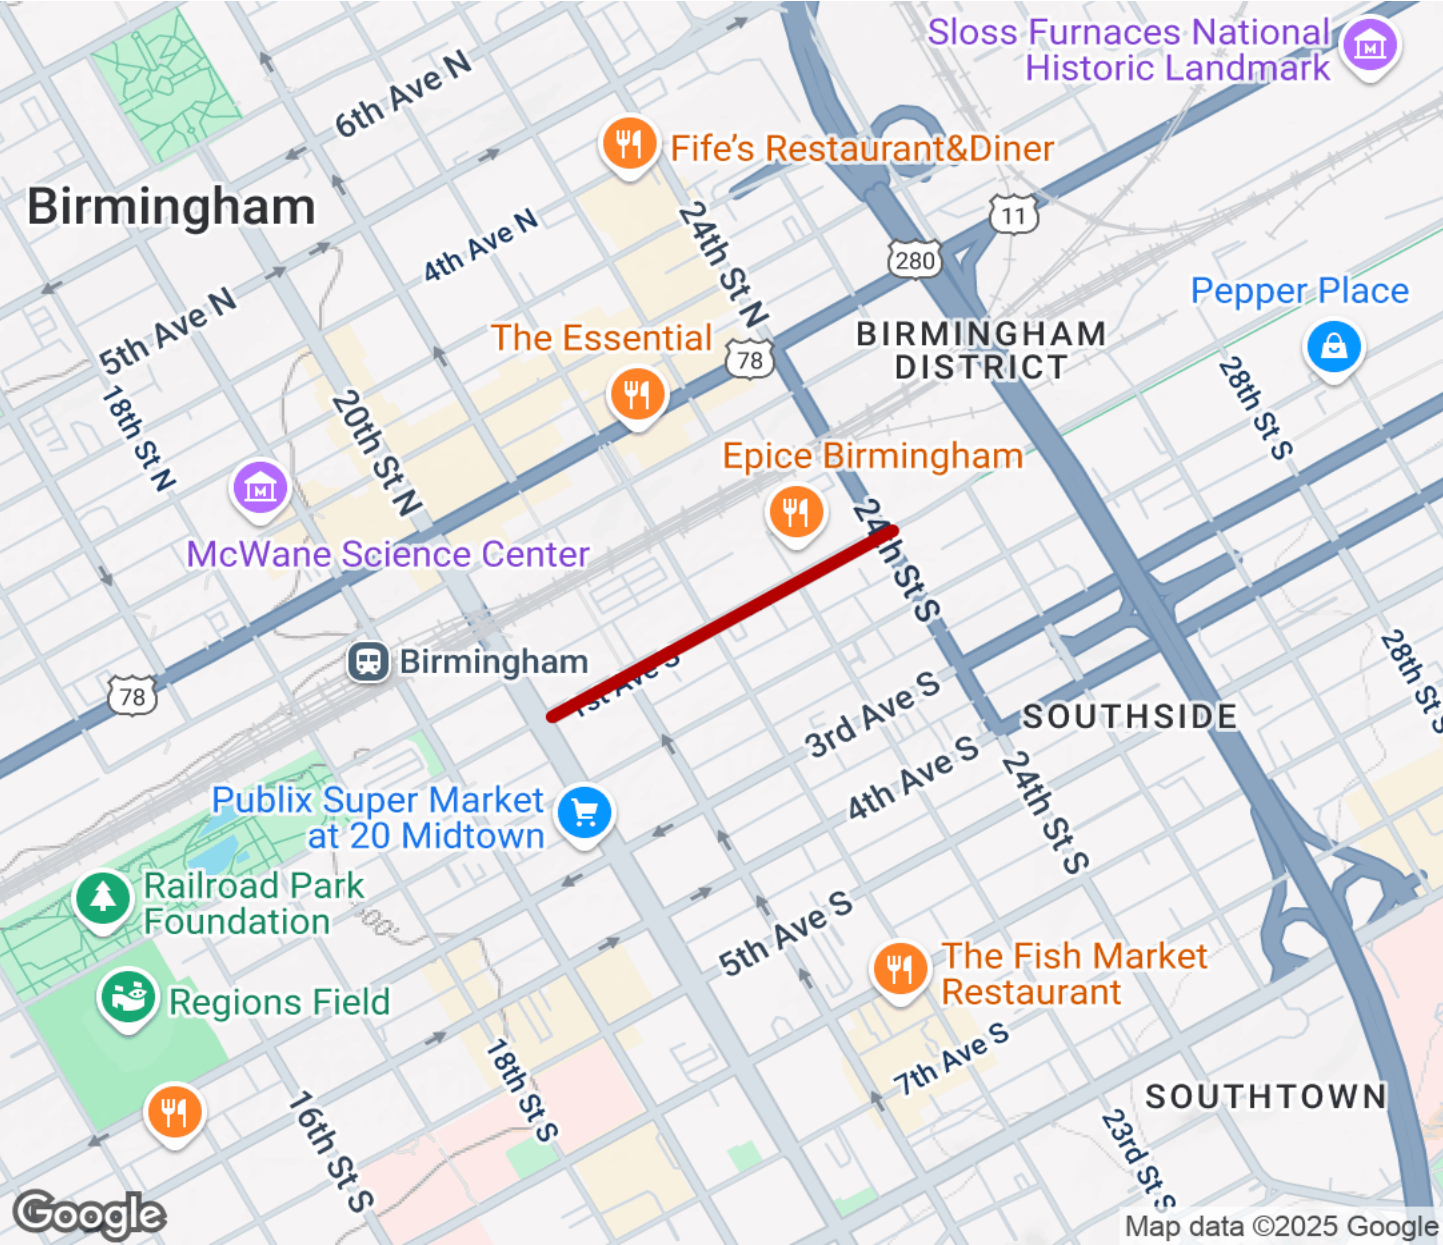 Sloss Furnaces National
Historic Landmark
6th Ave N
Fife's Restaurant&Diner
Birmingham
11
4th Ave N
24th St N
280
Pepper Place
5th Ave N
The Essential
BIRMINGHAM
DISTRICT
78
18th St N
20th St N
28th St S
Epice Birmingham
McWane Science Center
24th St S
Birmingham
1st Ave S
78
3rd Ave S
28th St S
SOUTHSIDE
4th Ave S
24th St S
Publix Super Market
at 20 Midtown
Railroad Park
Foundation
600'
5th Ave S
The Fish Market
Restaurant
Regions Field
7th Ave S
18th St S
16th St S
SOUTHTOWN
23rd St S
Google
Map data ©2025 Google